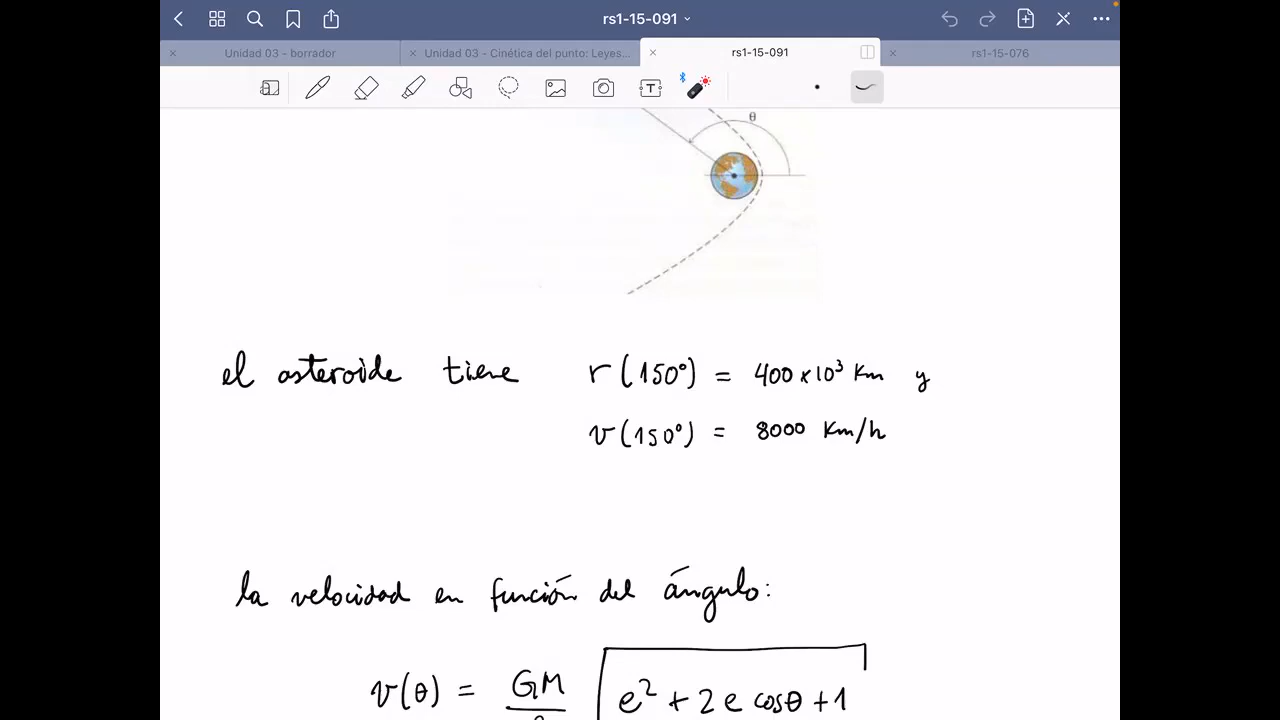 rs1-15-091
Unidad 03 - borrador
Unidad 03 - Cinética del punto: Leyes...
rs1-15-091
rs1-15-076
T
θ
el asteroide tiene r(150°) = 400×10³ Km y
v(150°) = 8000 Km/h
la velocidad en función del ángulo:
v(θ) = GM √ e² + 2 e cosθ + 1